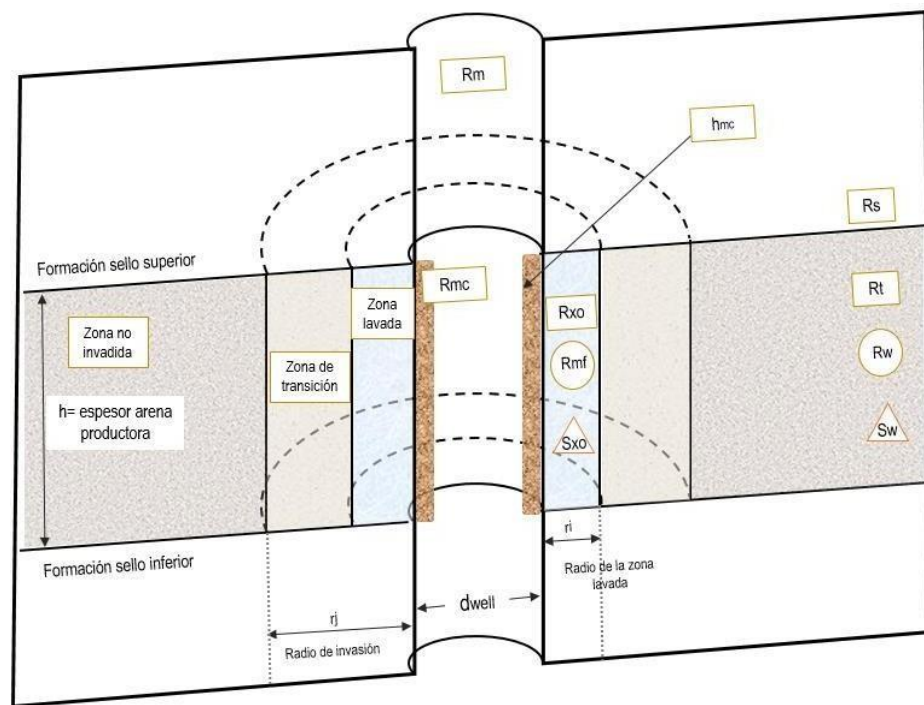 Rm
hmc
Rs
Formación sello superior
Rmc
Zona
lavada
Rxo
Rt
Zona no
invadida
Zona de
transición
Rmf
Rw
h= espesor arena
productora
Sxo
Sw
Formación sello inferior
ri
Radio de la zona
lavada
dwell
rj
Radio de invasión